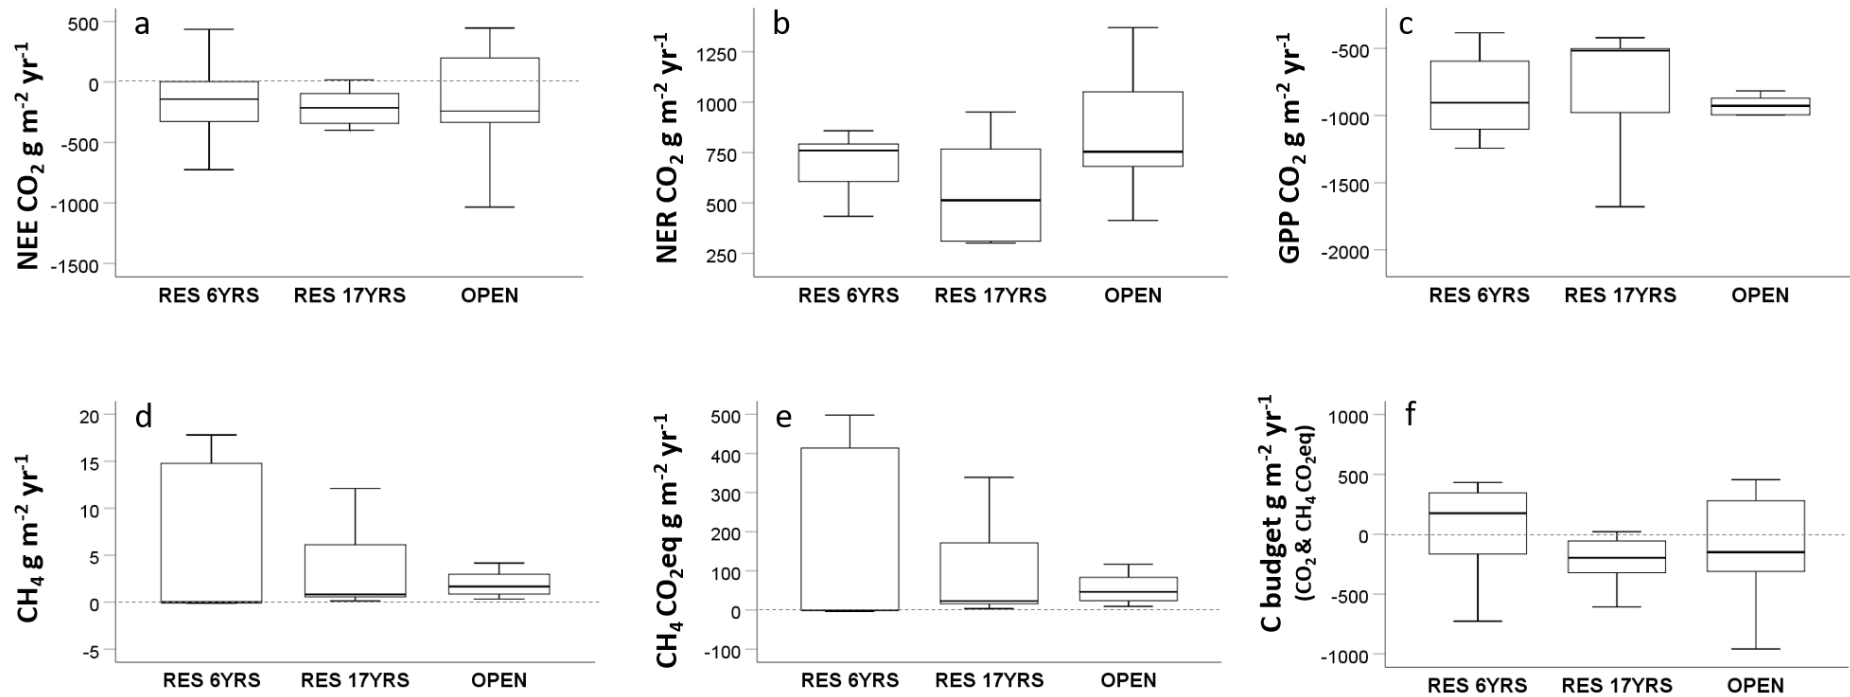 a
NEE CO₂ g m⁻² yr⁻¹
500
0
-500
-1000
-1500
RES 6YRS RES 17YRS OPEN
b
NER CO₂ g m⁻² yr⁻¹
1250
1000
750
500
250
RES 6YRS RES 17YRS OPEN
c
GPP CO₂ g m⁻² yr⁻¹
-500
-1000
-1500
-2000
RES 6YRS RES 17YRS OPEN
d
CH₄ g m⁻² yr⁻¹
20
15
10
5
0
-5
RES 6YRS RES 17YRS OPEN
e
CH₄ CO₂eq g m⁻² yr⁻¹
500
400
300
200
100
0
-100
RES 6YRS RES 17YRS OPEN
f
C budget g m⁻² yr⁻¹
(CO₂ & CH₄ CO₂eq)
1000
500
0
-500
-1000
RES 6YRS RES 17YRS OPEN